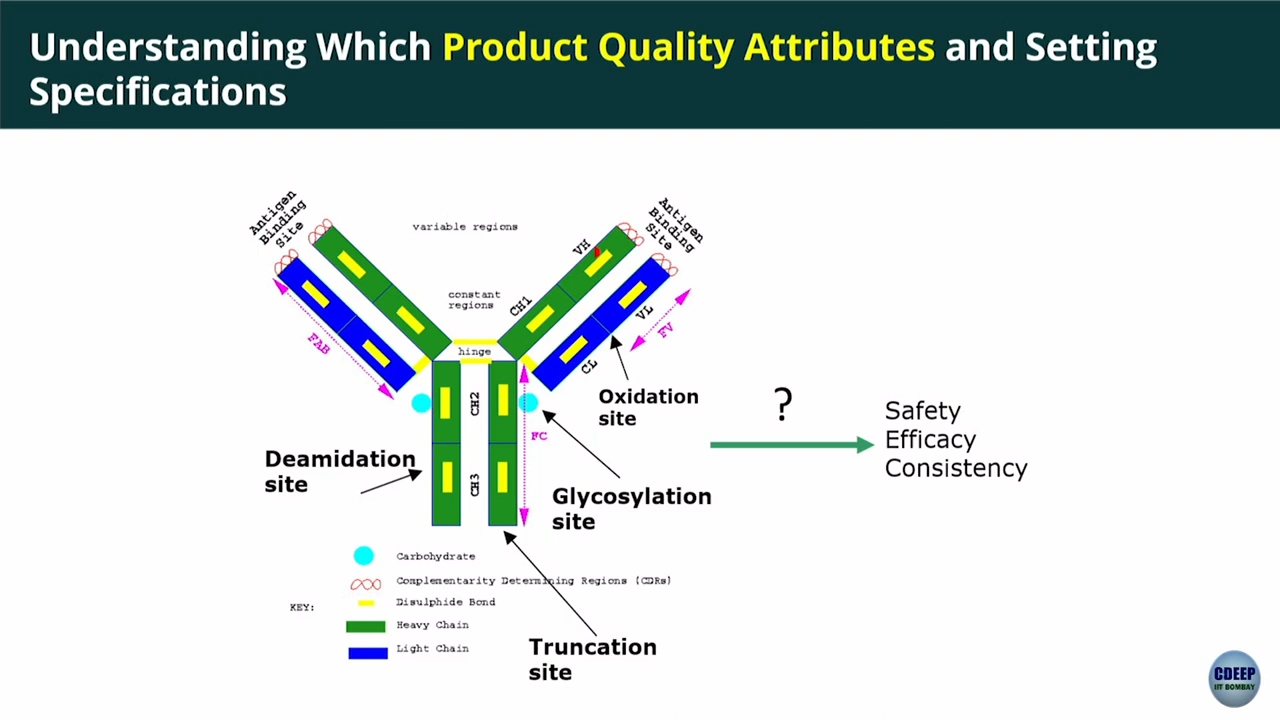 Understanding Which Product Quality Attributes and Setting
Specifications
Antigen
Binding
Site
variable regions
Antigen
Binding
Site
VH
constant
regions
CH1
VL
FV
FAB
hinge
CL
CH2
Oxidation
site
?
Safety
Efficacy
Consistency
FC
Deamidation
site
CH3
Glycosylation
site
Carbohydrate
Complementarity Determining Regions (CDRs)
KEY:
Disulphide Bond
Heavy Chain
Light Chain
Truncation
site
CDEEP
IIT BOMBAY